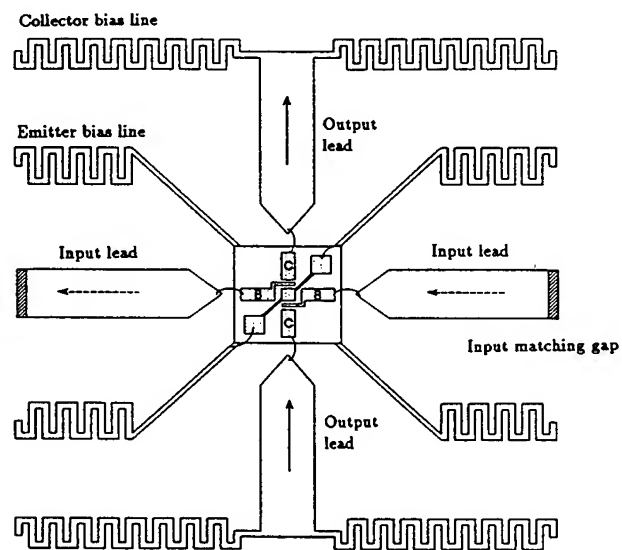 Collector bias line
Output
lead
Emitter bias line
Input lead
Input lead
C
B
B
C
Input matching gap
Output
lead